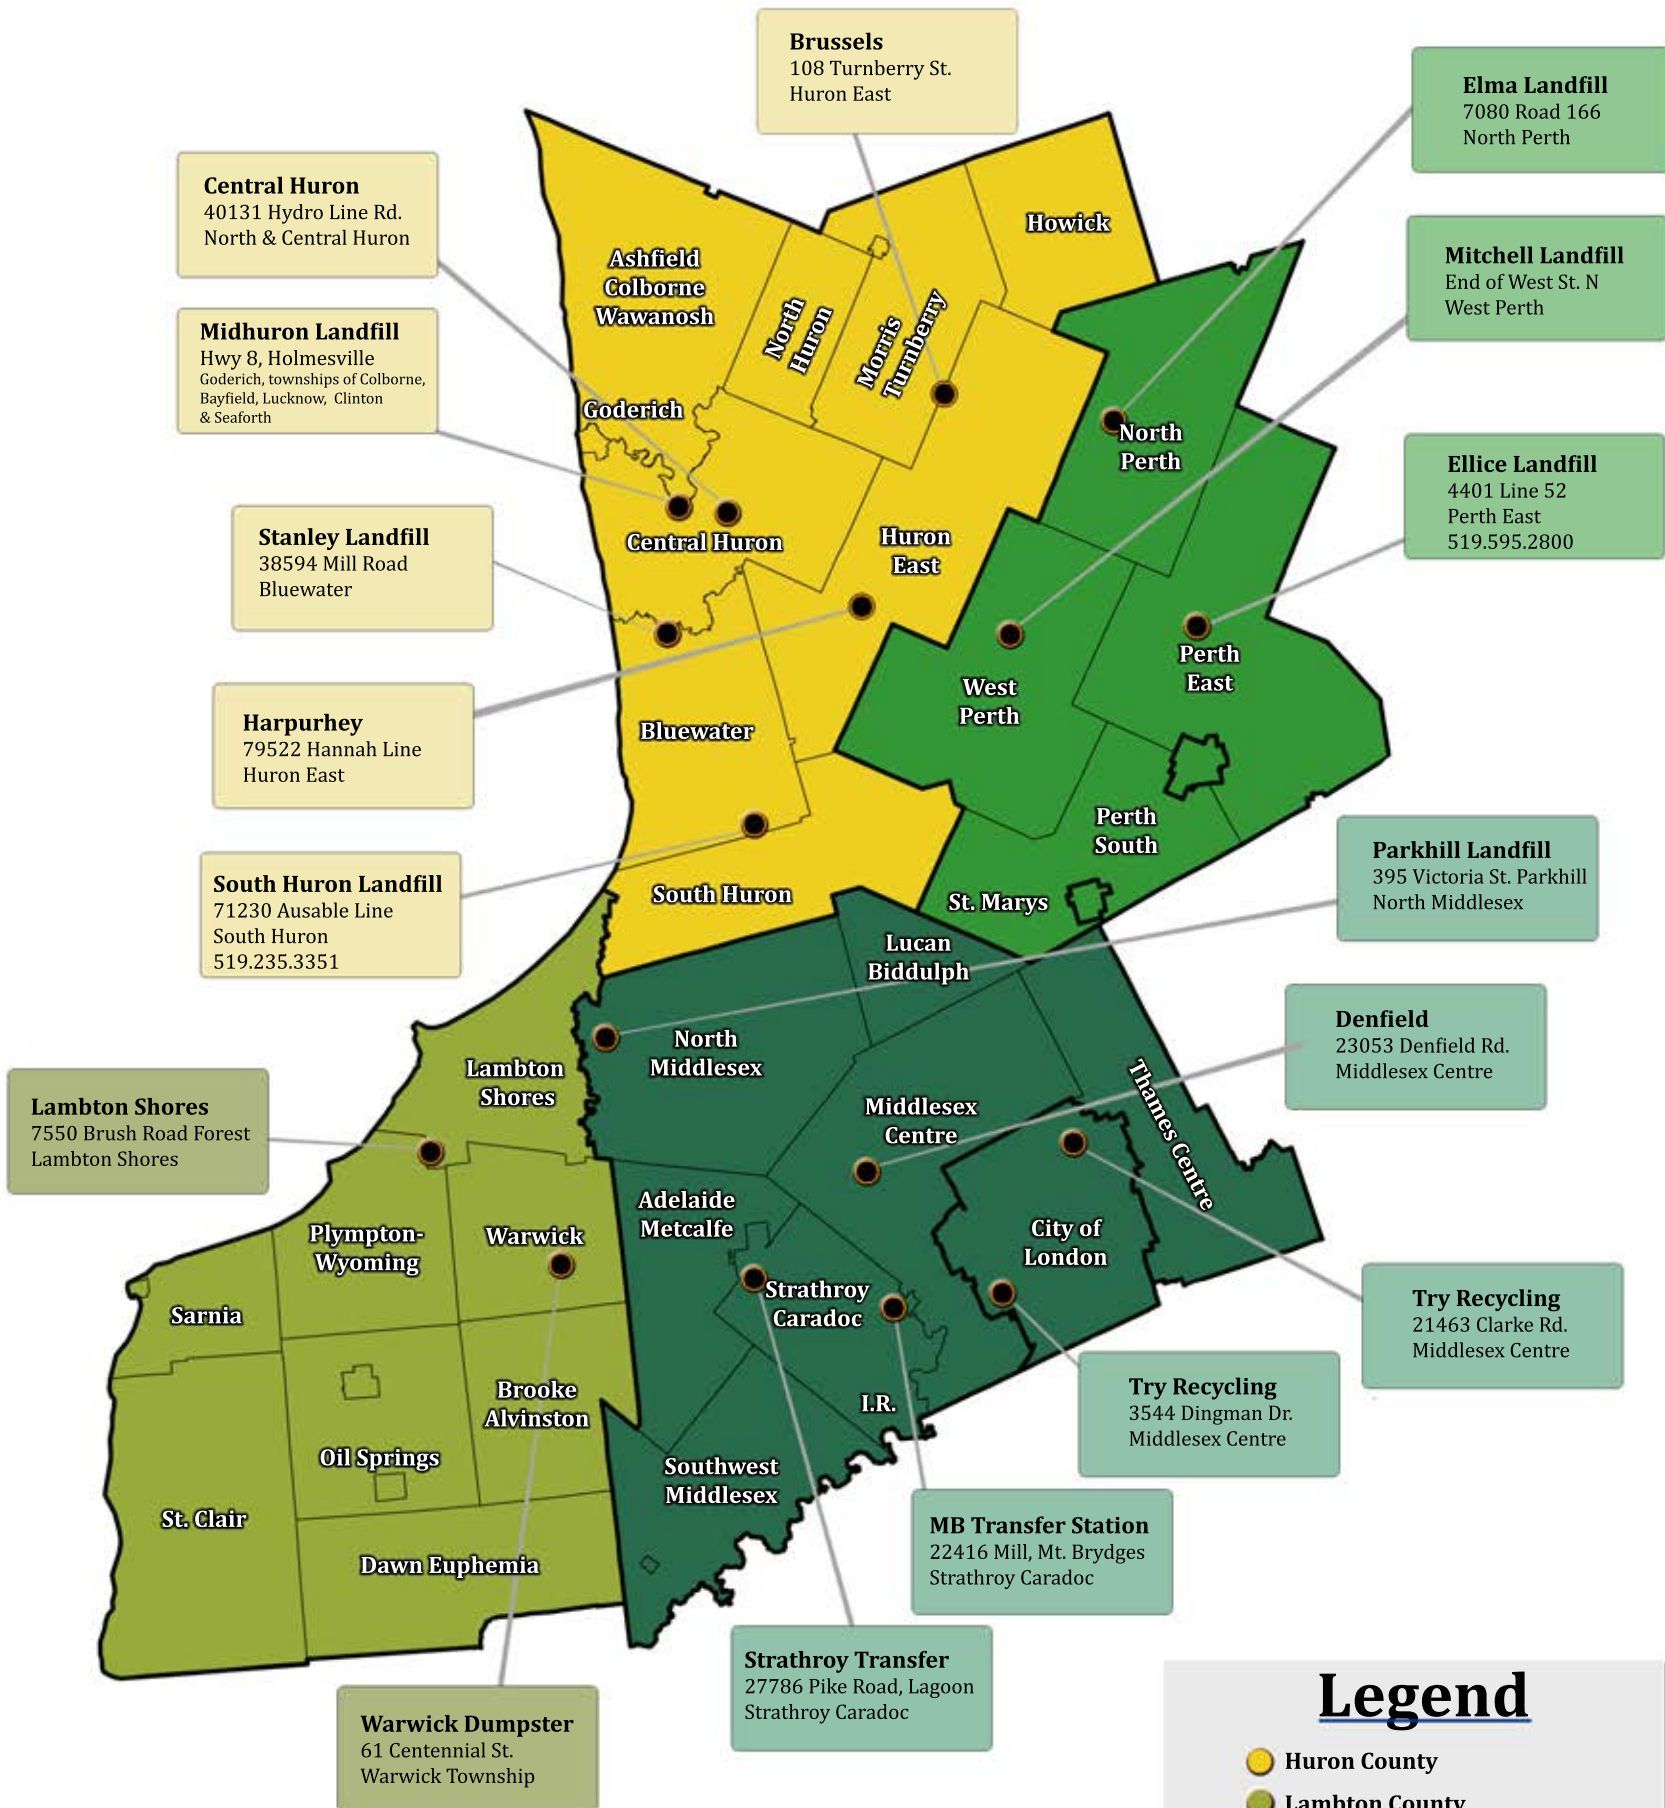 Brussels
108 Turnberry St.
Huron East
Elma Landfill
7080 Road 166
North Perth
Central Huron
40131 Hydro Line Rd.
North & Central Huron
Mitchell Landfill
End of West St. N
West Perth
Midhuron Landfill
Hwy 8, Holmesville
Goderich, townships of Colborne,
Bayfield, Lucknow, Clinton
& Seaforth
Ellice Landfill
4401 Line 52
Perth East
519.595.2800
Stanley Landfill
38594 Mill Road
Bluewater
Harpurhey
79522 Hannah Line
Huron East
South Huron Landfill
71230 Ausable Line
South Huron
519.235.3351
Parkhill Landfill
395 Victoria St. Parkhill
North Middlesex
Denfield
23053 Denfield Rd.
Middlesex Centre
Lambton Shores
7550 Brush Road Forest
Lambton Shores
Try Recycling
21463 Clarke Rd.
Middlesex Centre
Try Recycling
3544 Dingman Dr.
Middlesex Centre
MB Transfer Station
22416 Mill, Mt. Brydges
Strathroy Caradoc
Strathroy Transfer
27786 Pike Road, Lagoon
Strathroy Caradoc
Warwick Dumpster
61 Centennial St.
Warwick Township
Howick
Ashfield
Colborne
Wawanosh
North
Huron
Morris
Turnberry
Goderich
North
Perth
Central Huron
Huron
East
Perth
East
West
Perth
Bluewater
Perth
South
South Huron
St. Marys
Lucan
Biddulph
North
Middlesex
Lambton
Shores
Middlesex
Centre
Thames Centre
Adelaide
Metcalfe
City of
London
Plympton-
Wyoming
Warwick
Strathroy
Caradoc
Sarnia
Brooke
Alvinston
I.R.
Oil Springs
Southwest
Middlesex
St. Clair
Dawn Euphemia
Legend
Huron County
Lambton County